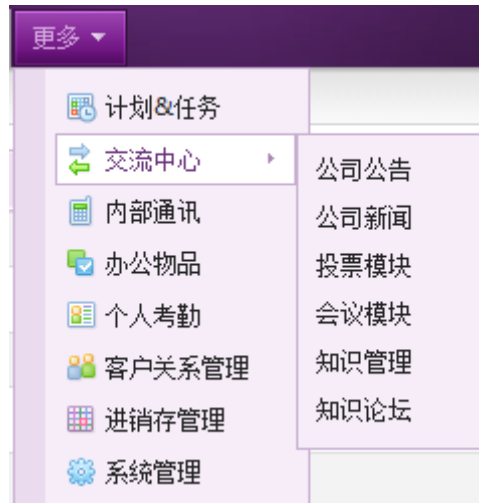 更多
计划&任务
交流中心
内部通讯
办公物品
个人考勤
客户关系管理
进销存管理
系统管理
公司公告
公司新闻
投票模块
会议模块
知识管理
知识论坛